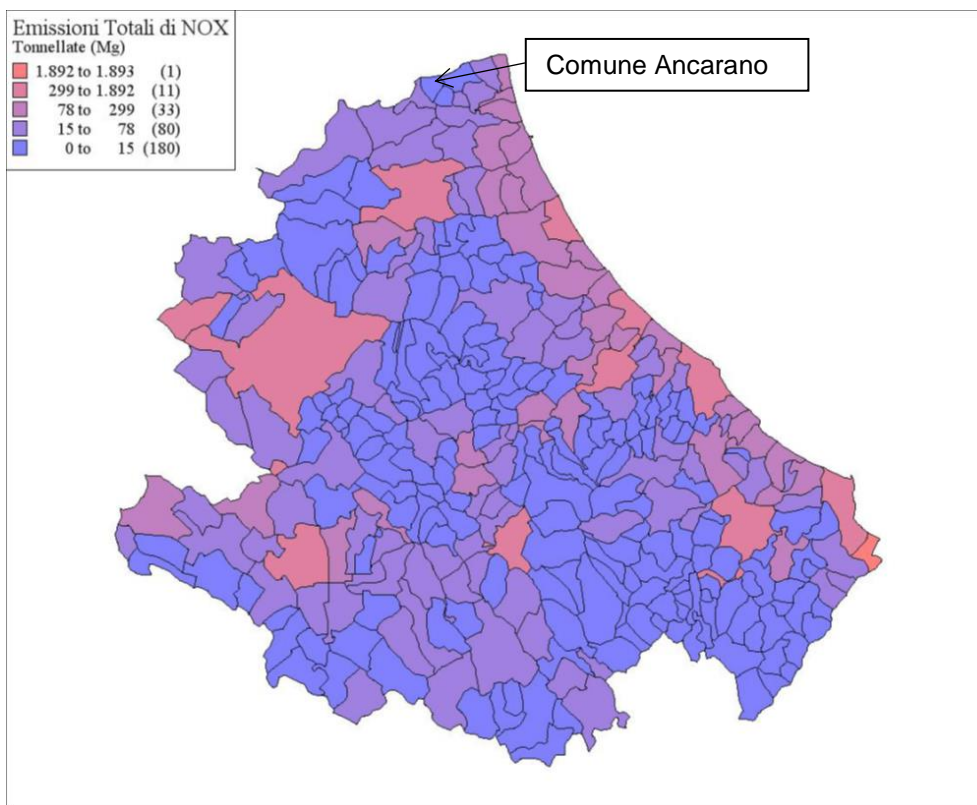 Emissioni Totali di NOX
Tonnellate (Mg)
1.892 to 1.893 (1)
299 to 1.892 (11)
78 to 299 (33)
15 to 78 (80)
0 to 15 (180)
Comune Ancarano